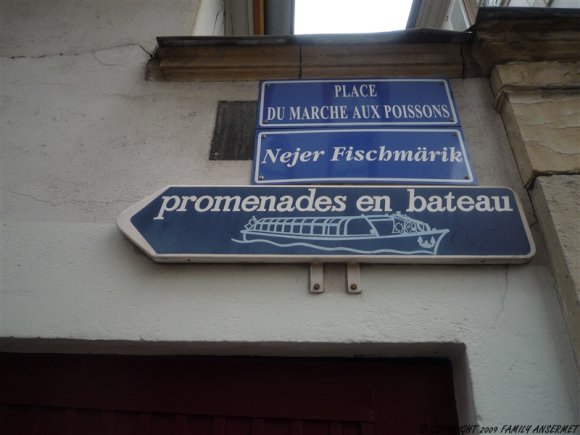 PLACE
DU MARCHE AUX POISSONS
Nejer Fischmärik
promenades en bateau
© COPYRIGHT 2009 FAMILY ANSERMET